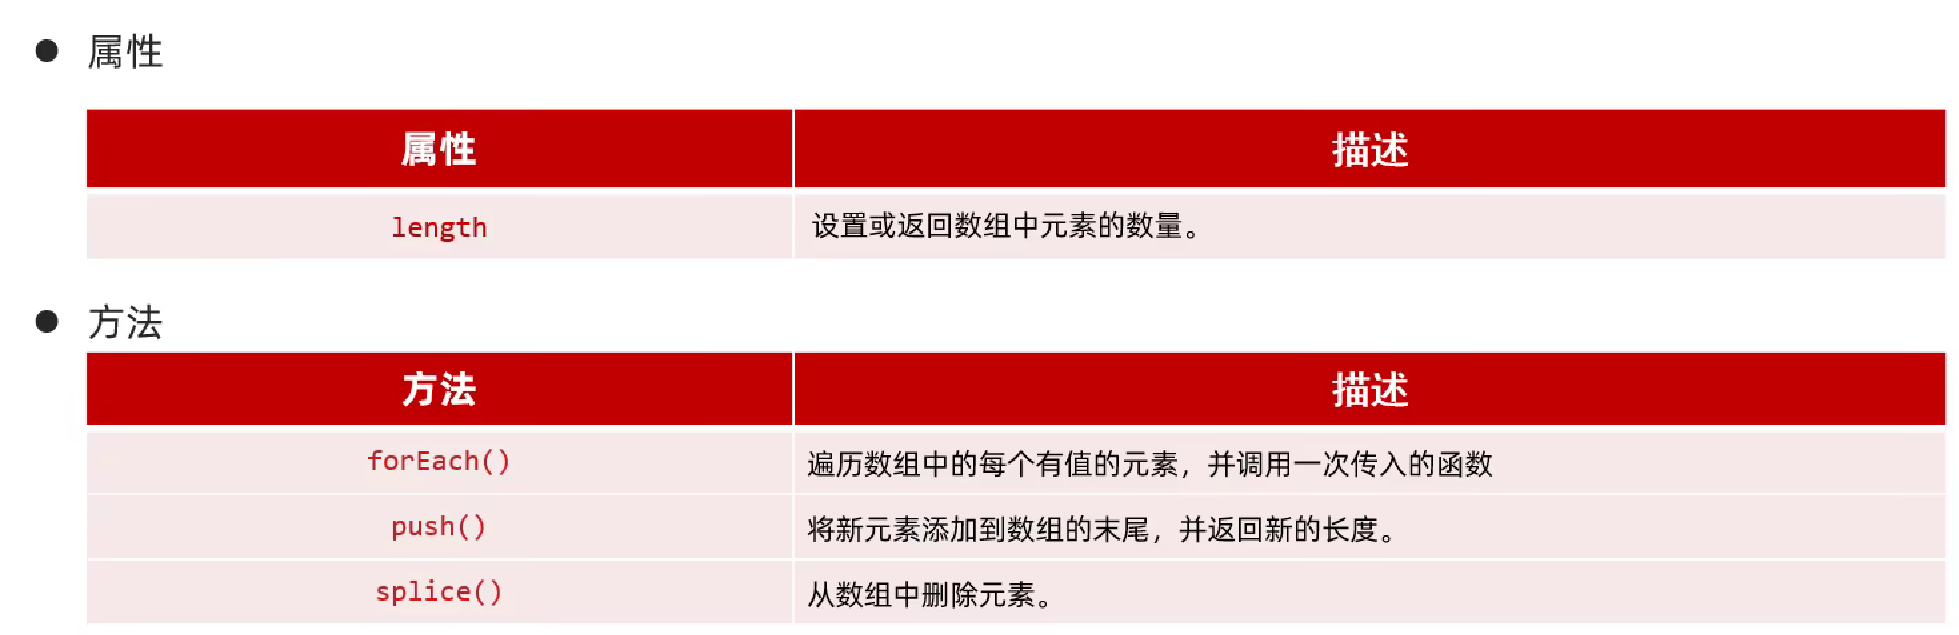 ● 属性
属性 描述
length 设置或返回数组中元素的数量。
● 方法
方法 描述
forEach() 遍历数组中的每个有值的元素，并调用一次传入的函数
push() 将新元素添加到数组的末尾，并返回新的长度。
splice() 从数组中删除元素。